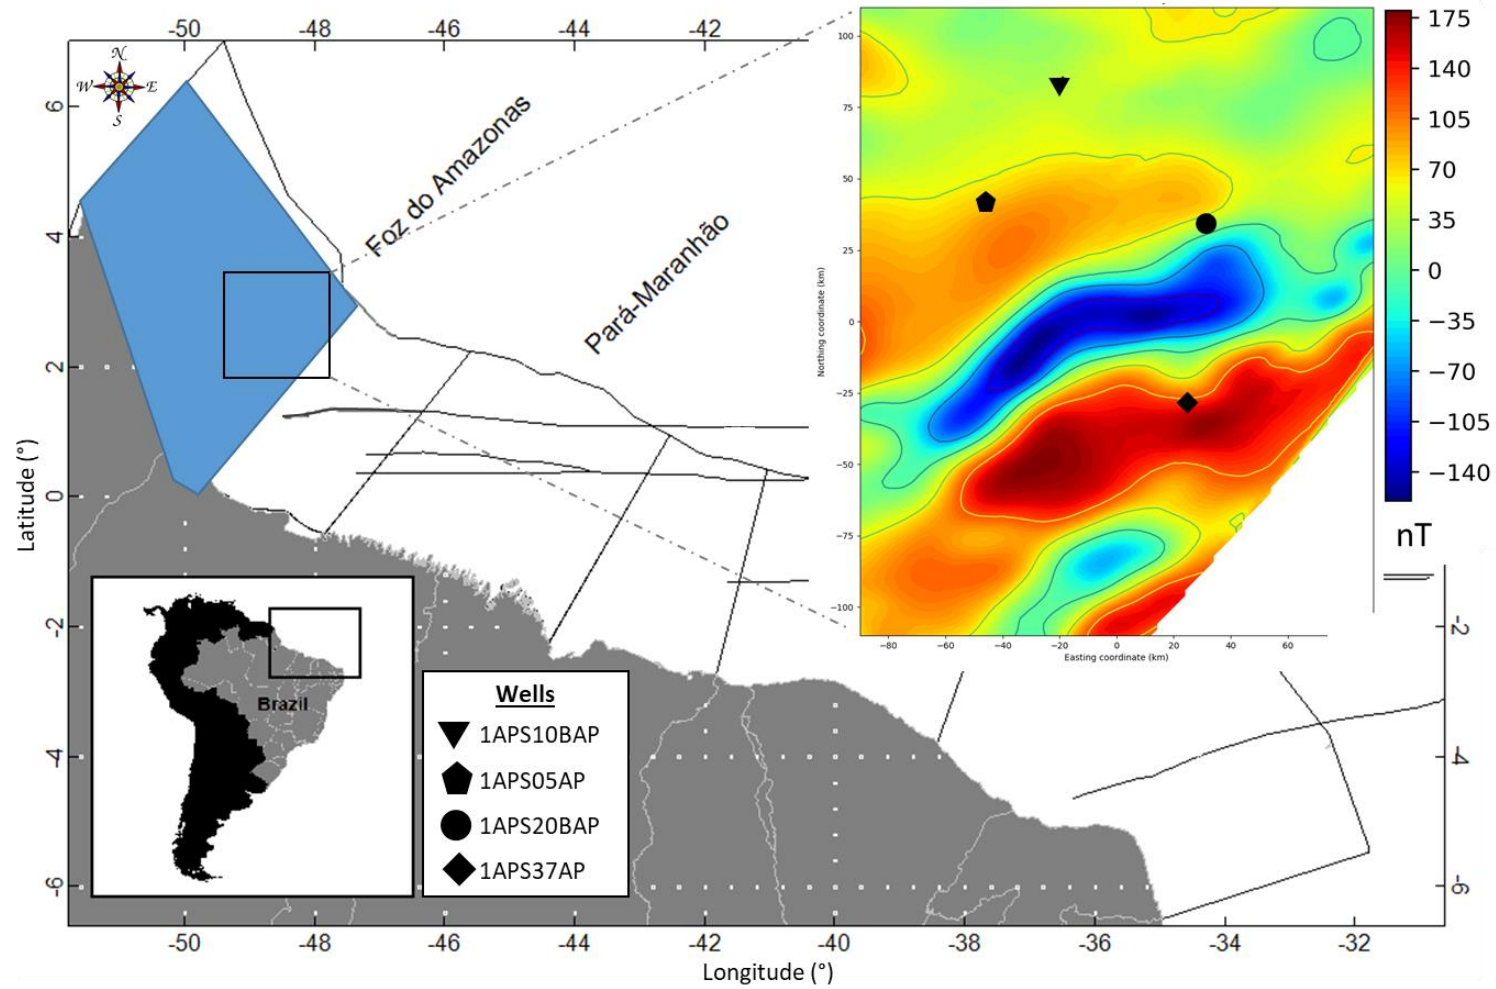 -50 -48 -46 -44 -42
N
W E
S
6
4
2
0
-2
-4
-6
Latitude (°)
Foz do Amazonas
Pará-Maranhão
100
75
50
25
0
−25
−50
−75
−100
Northing coordinate (km)
−80 −60 −40 −20 0 20 40 60
Easting coordinate (km)
175
140
105
70
35
0
−35
−70
−105
−140
nT
Brazil
Wells
1APS10BAP
1APS05AP
1APS20BAP
1APS37AP
-2
-4
-6
-50 -48 -46 -44 -42 -40 -38 -36 -34 -32
Longitude (°)